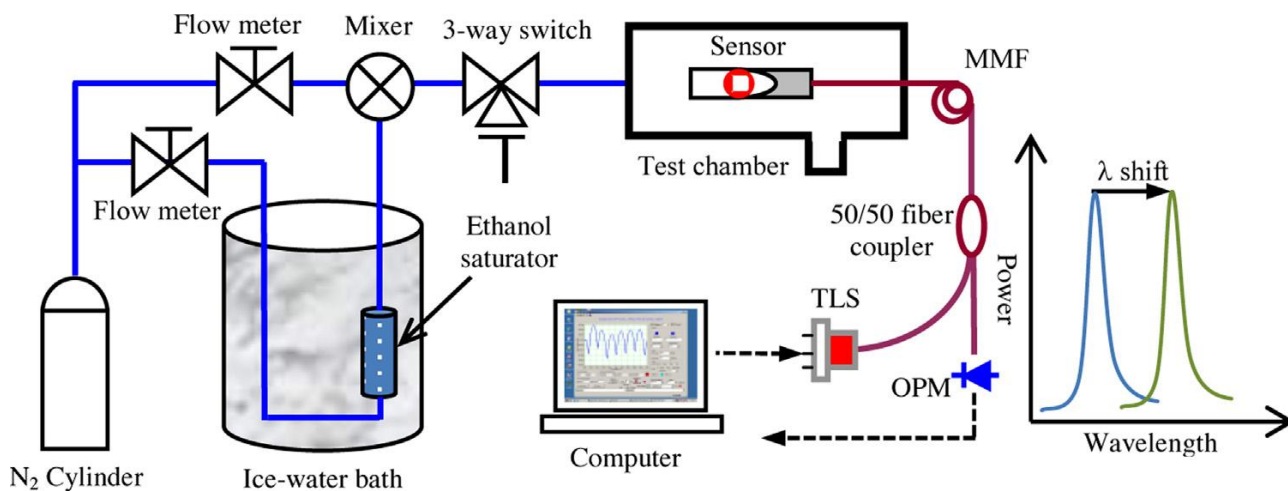 Flow meter
Mixer
3-way switch
Sensor
MMF
Test chamber
λ shift
Flow meter
Ethanol
saturator
50/50 fiber
coupler
Power
TLS
OPM
Wavelength
Computer
N₂ Cylinder
Ice-water bath